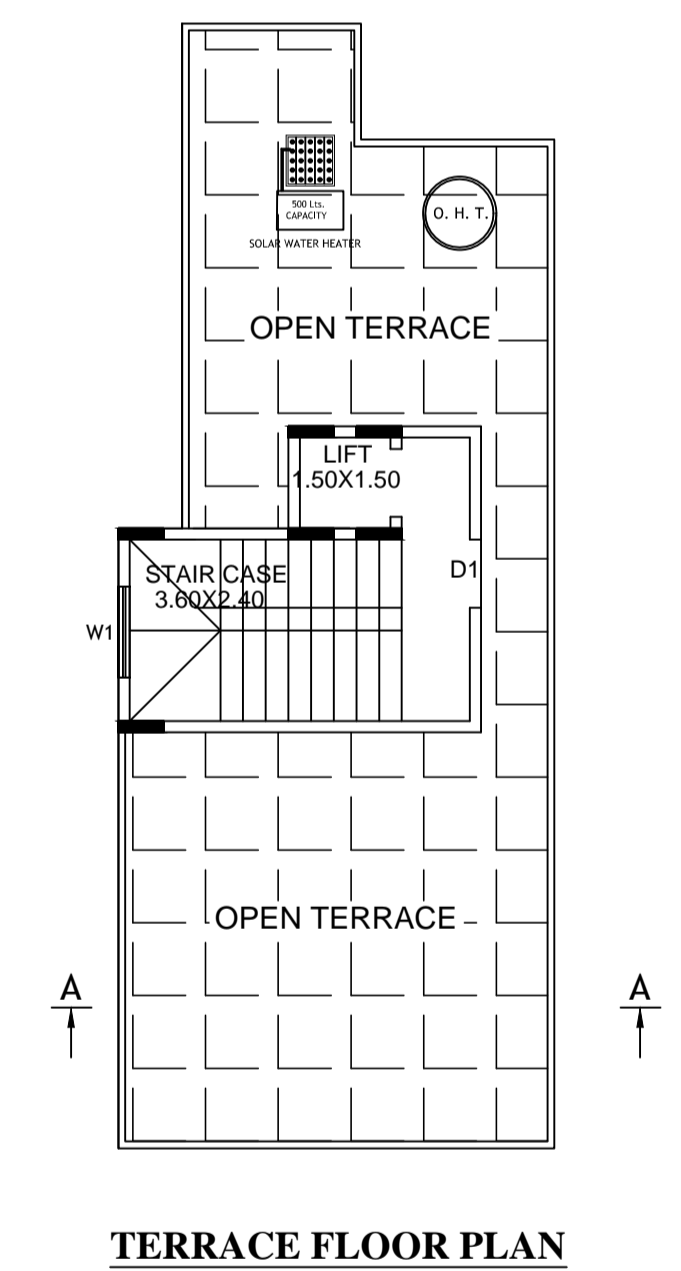 500 Lts.
CAPACITY
SOLAR WATER HEATER
O. H. T.
OPEN TERRACE
LIFT
1.50X1.50
STAIR CASE
3.60X2.40
D1
W1
OPEN TERRACE
A
A
TERRACE FLOOR PLAN